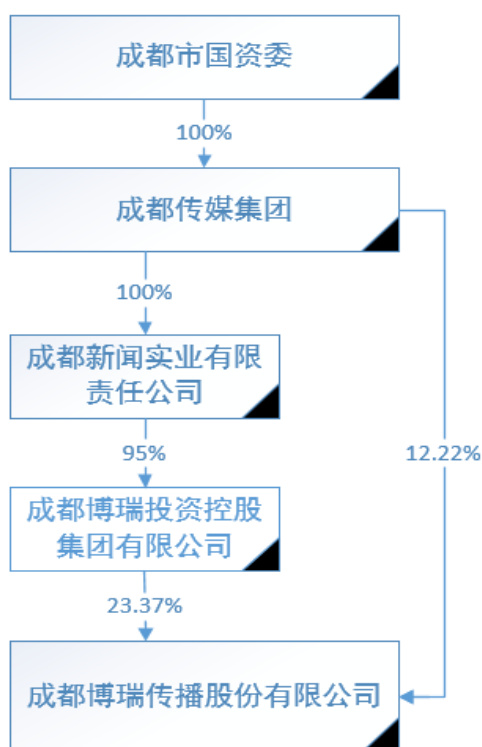 成都市国资委
100%
成都传媒集团
100%
成都新闻实业有限
责任公司
95%
12.22%
成都博瑞投资控股
集团有限公司
23.37%
成都博瑞传播股份有限公司